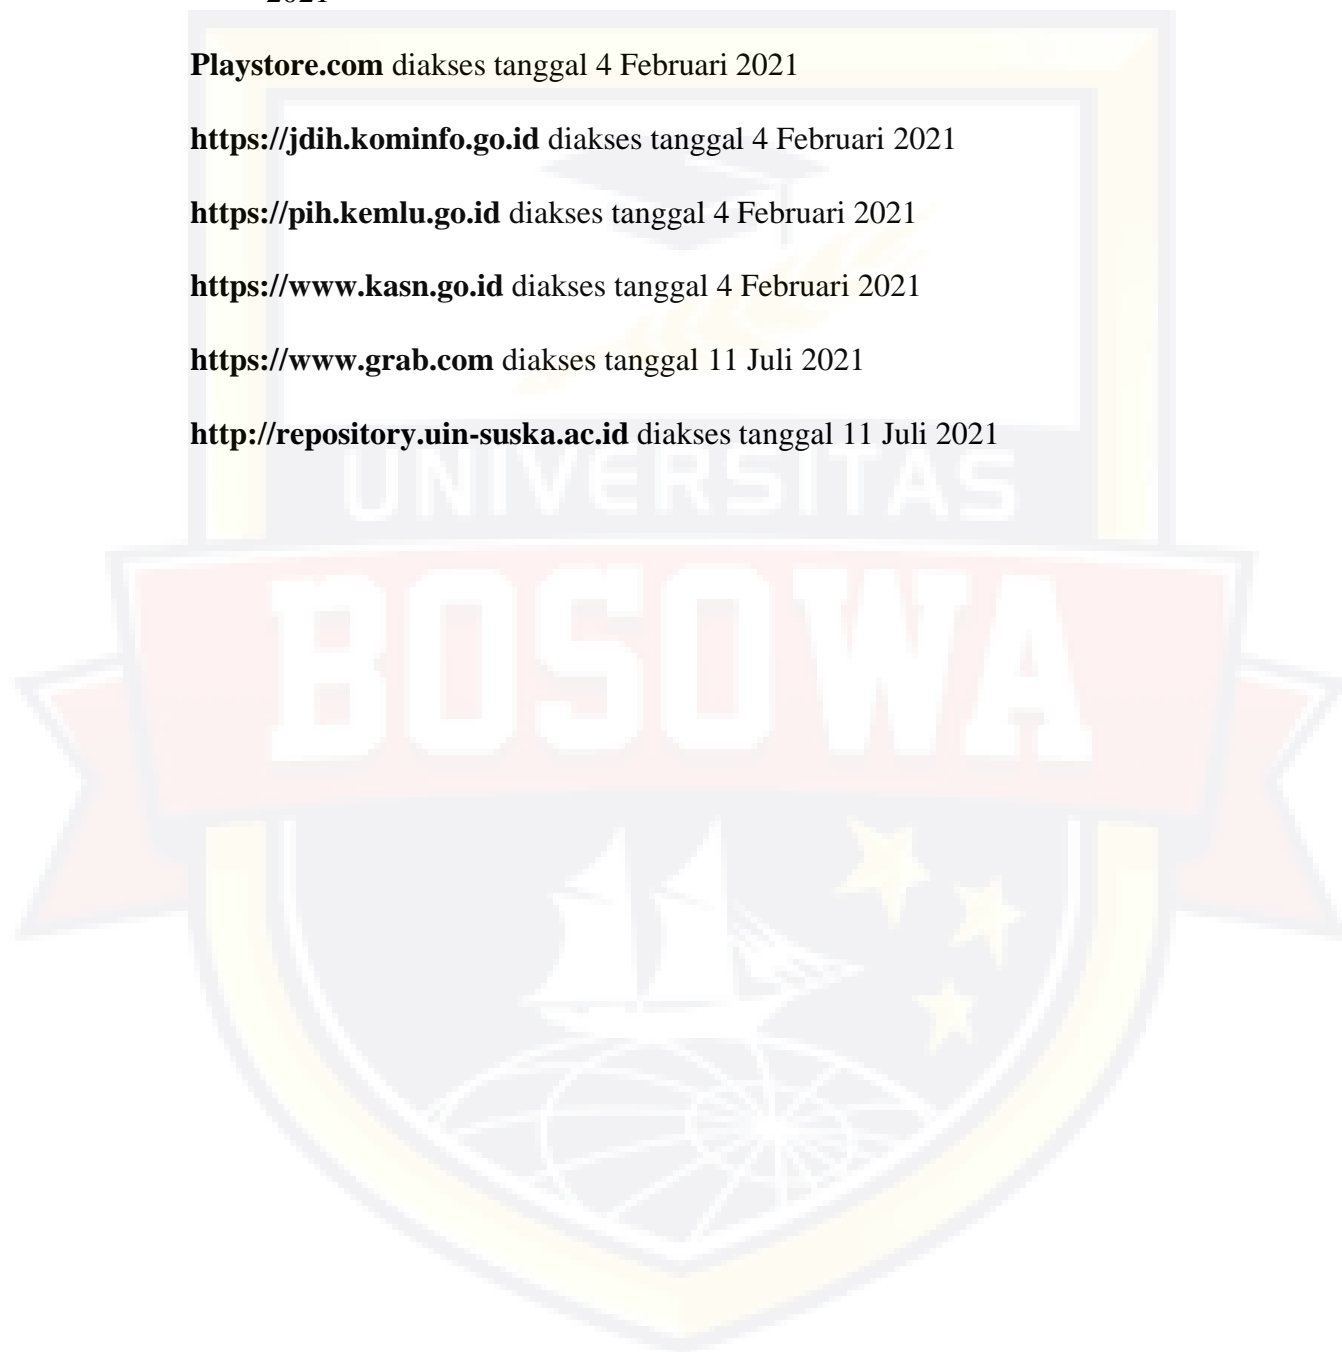 2021
Playstore.com diakses tanggal 4 Februari 2021
https://jdih.kominfo.go.id diakses tanggal 4 Februari 2021
https://pih.kemlu.go.id diakses tanggal 4 Februari 2021
https://www.kasn.go.id diakses tanggal 4 Februari 2021
https://www.grab.com diakses tanggal 11 Juli 2021
http://repository.uin-suska.ac.id diakses tanggal 11 Juli 2021
UNIVERSITAS
BOSOWA